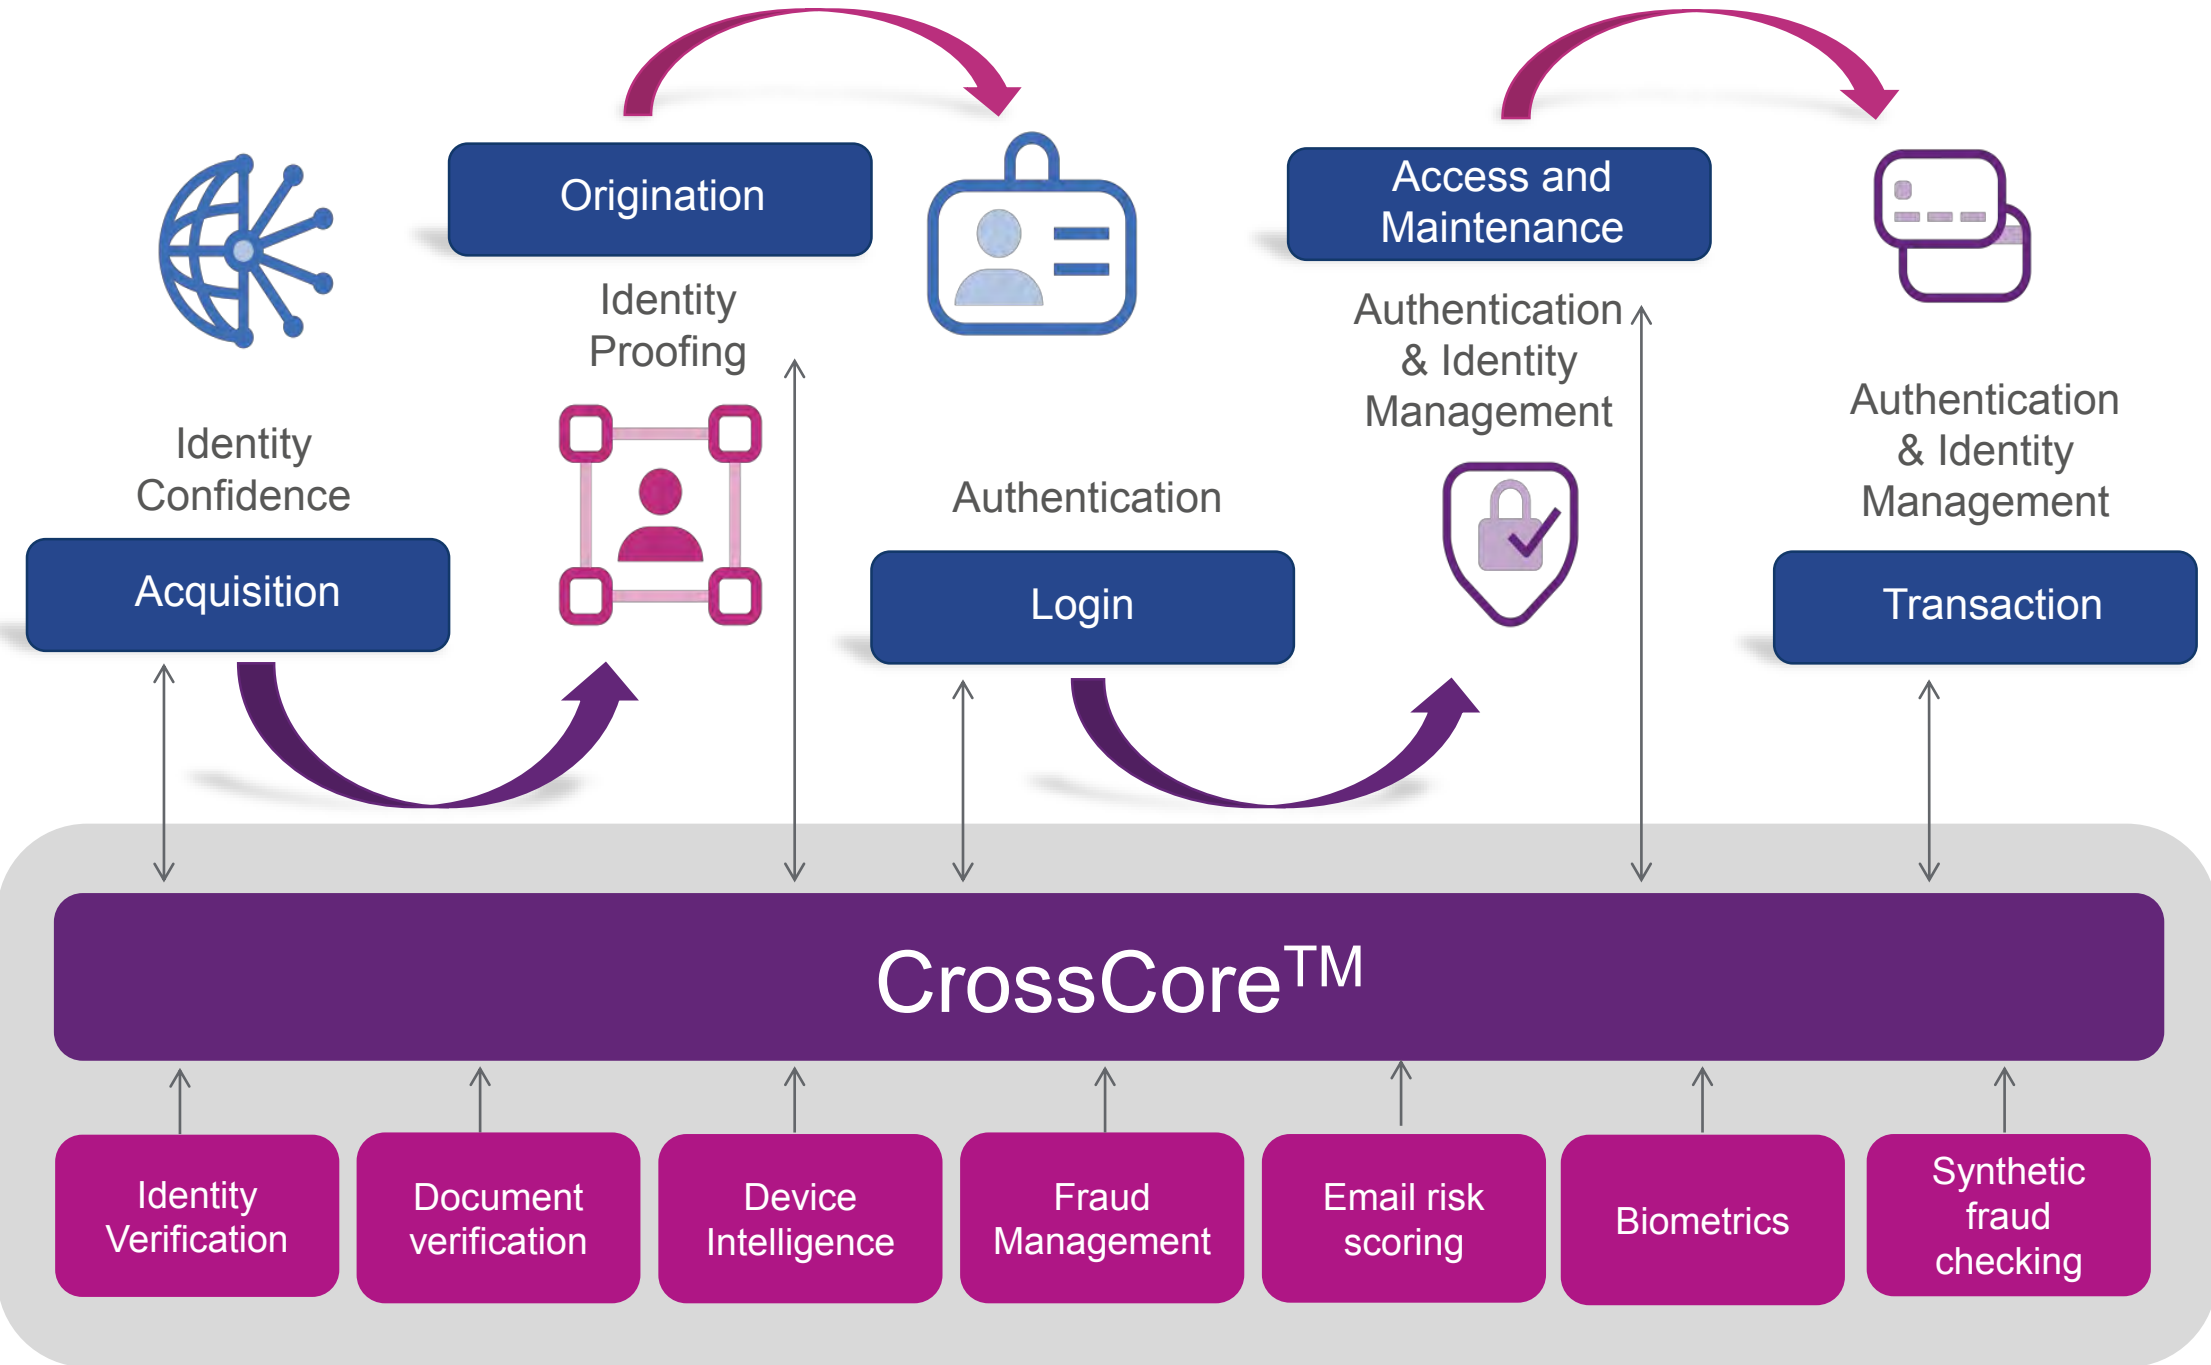 Origination
Access and
Maintenance
Identity
Proofing
Authentication
& Identity
Management
Identity
Confidence
Authentication
Authentication
& Identity
Management
Acquisition
Login
Transaction
CrossCore™
Identity
Verification
Document
verification
Device
Intelligence
Fraud
Management
Email risk
scoring
Biometrics
Synthetic
fraud
checking